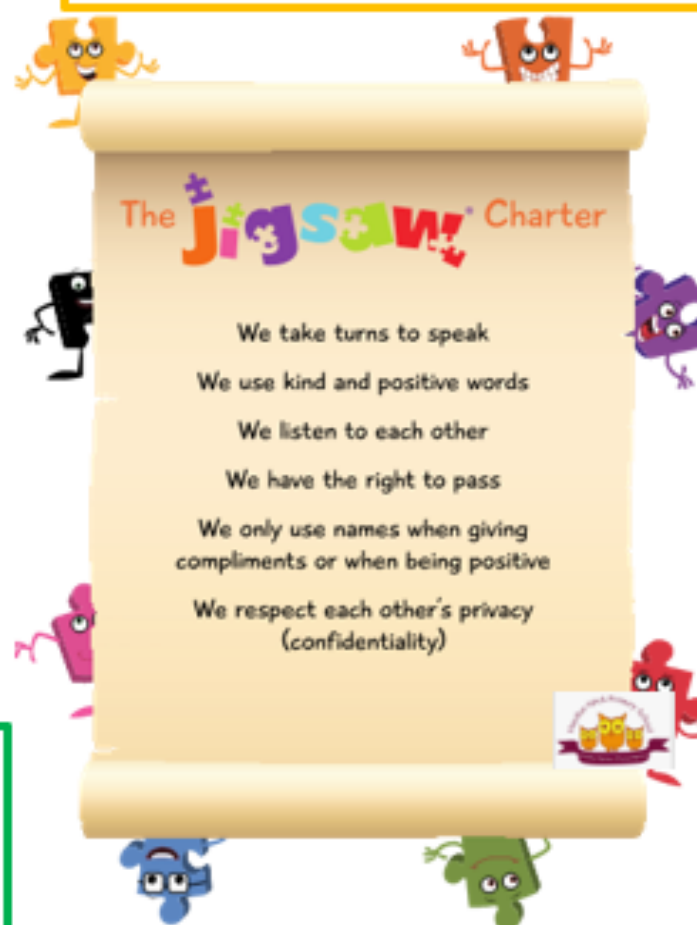 The jigsaw Charter
We take turns to speak
We use kind and positive words
We listen to each other
We have the right to pass
We only use names when giving
compliments or when being positive
We respect each other's privacy
(confidentiality)